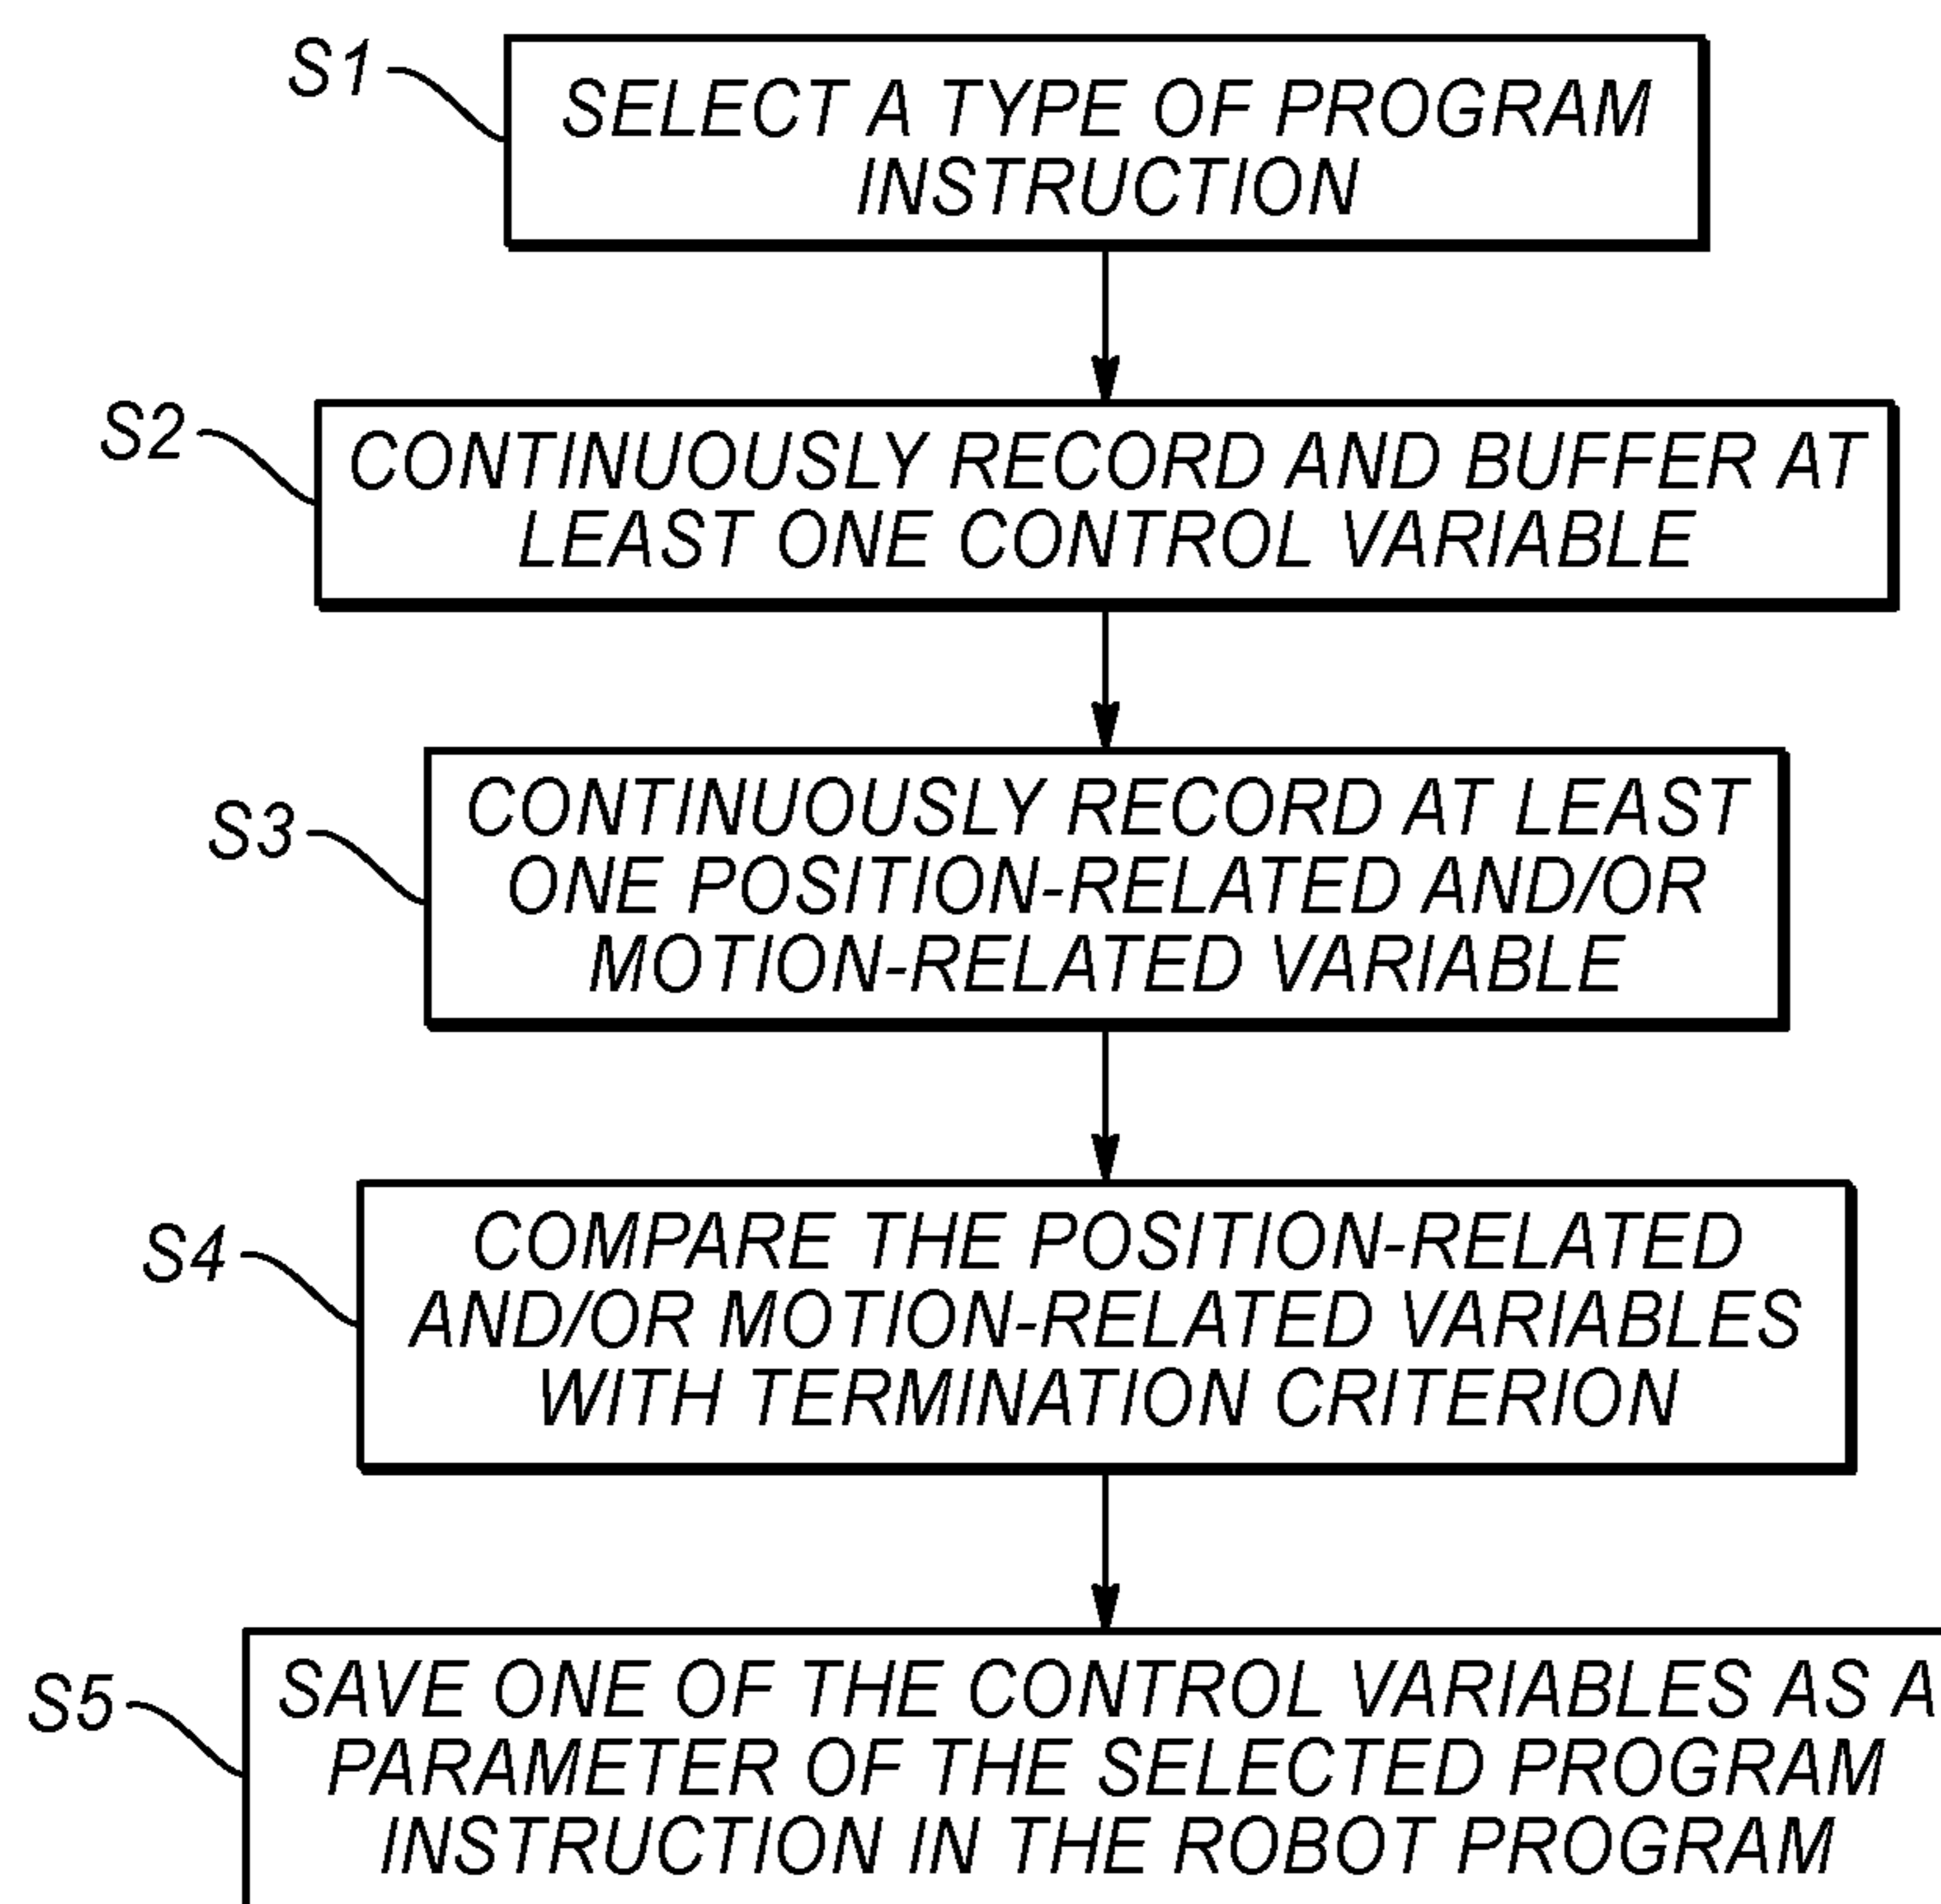 S1
SELECT A TYPE OF PROGRAM
INSTRUCTION
S2
CONTINUOUSLY RECORD AND BUFFER AT
LEAST ONE CONTROL VARIABLE
S3
CONTINUOUSLY RECORD AT LEAST
ONE POSITION-RELATED AND/OR
MOTION-RELATED VARIABLE
S4
COMPARE THE POSITION-RELATED
AND/OR MOTION-RELATED VARIABLES
WITH TERMINATION CRITERION
S5
SAVE ONE OF THE CONTROL VARIABLES AS A
PARAMETER OF THE SELECTED PROGRAM
INSTRUCTION IN THE ROBOT PROGRAM